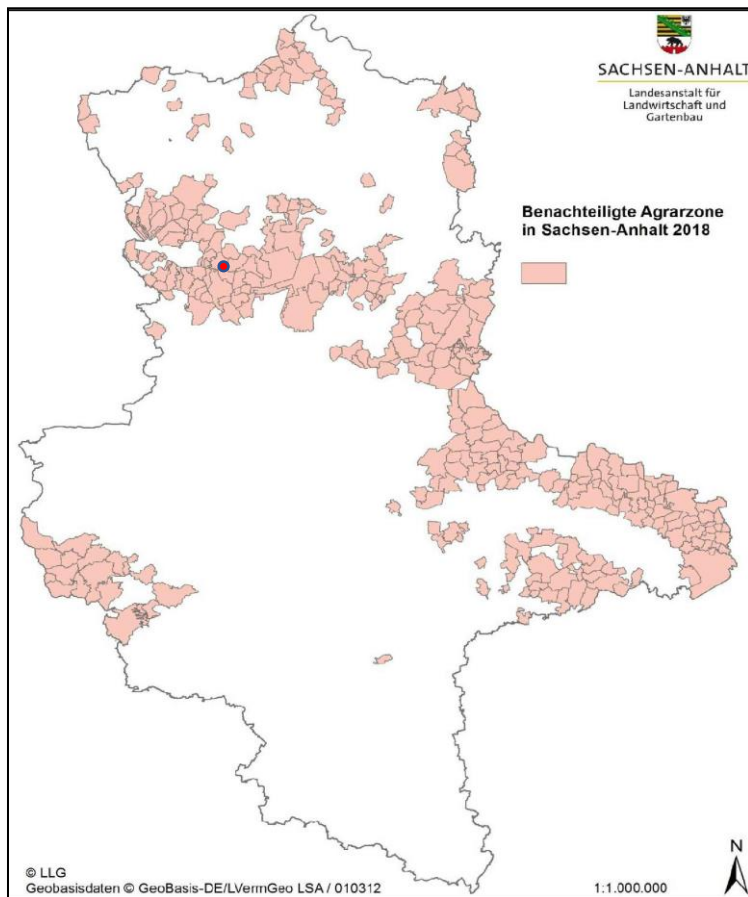 SACHSEN-ANHALT
Landesanstalt für
Landwirtschaft und
Gartenbau
Benachteiligte Agrarzone
in Sachsen-Anhalt 2018
N
© LLG
Geobasisdaten © GeoBasis-DE/LVermGeo LSA / 010312
1:1.000.000